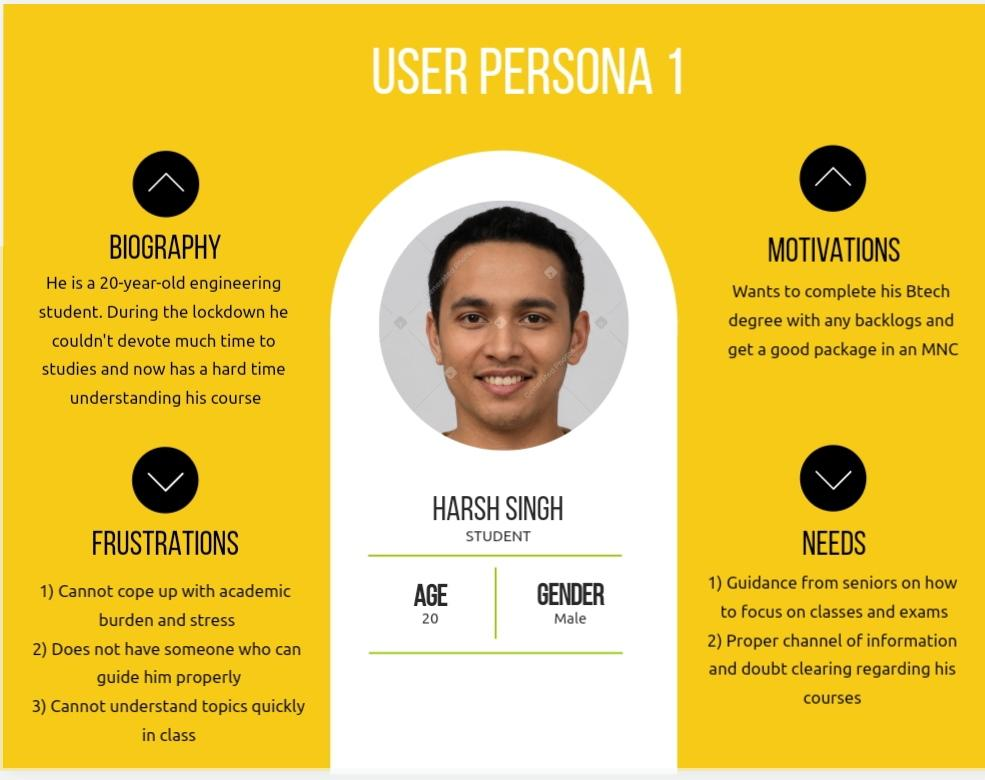 USER PERSONA 1
BIOGRAPHY
He is a 20-year-old engineering
student. During the lockdown he
couldn't devote much time to
studies and now has a hard time
understanding his course
FRUSTRATIONS
1) Cannot cope up with academic
burden and stress
2) Does not have someone who can
guide him properly
3) Cannot understand topics quickly
in class
HARSH SINGH
STUDENT
AGE
20
GENDER
Male
MOTIVATIONS
Wants to complete his Btech
degree with any backlogs and
get a good package in an MNC
NEEDS
1) Guidance from seniors on how
to focus on classes and exams
2) Proper channel of information
and doubt clearing regarding his
courses